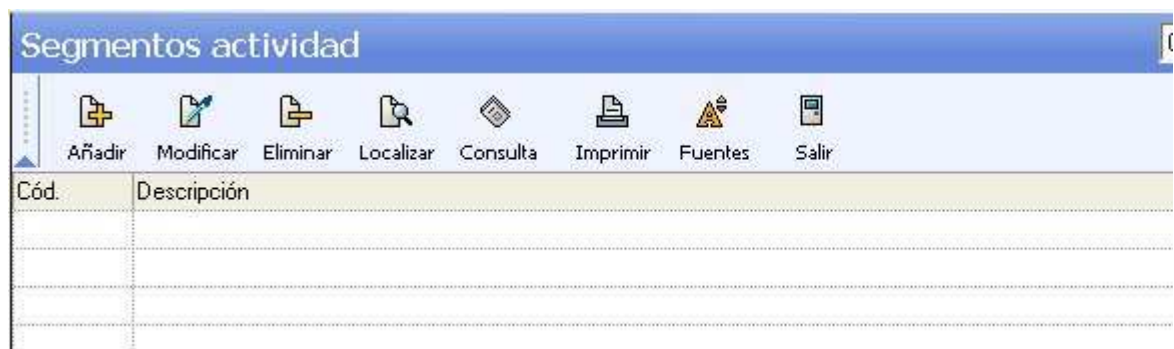 Segmentos actividad
Añadir Modificar Eliminar Localizar Consulta Imprimir Fuentes Salir
Cód. Descripción